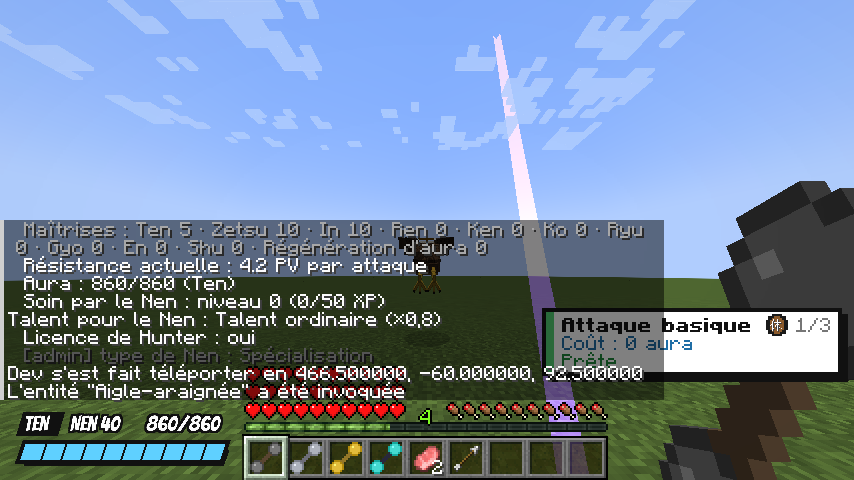 Maîtrises : Ten 5 · Zetsu 10 · In 10 · Ren 0 · Ken 0 · Ko 0 · Ryu
0 · Gyo 0 · En 0 · Shu 0 · Régénération d'aura 0
Résistance actuelle : 4.2 PV par attaque
Aura : 860/860 (Ten)
Soin par le Nen : niveau 0 (0/50 XP)
Talent pour le Nen : Talent ordinaire (×0,8)
Licence de Hunter : oui
[admin] type de Nen : Spécialisation
Dev s'est fait téléporter en 466.500000, -60.000000, 92.500000
L'entité "Aigle-araignée" a été invoquée
Attaque basique 1/3
Coût : 0 aura
Prête
4
TEN NEN 40 860/860
2